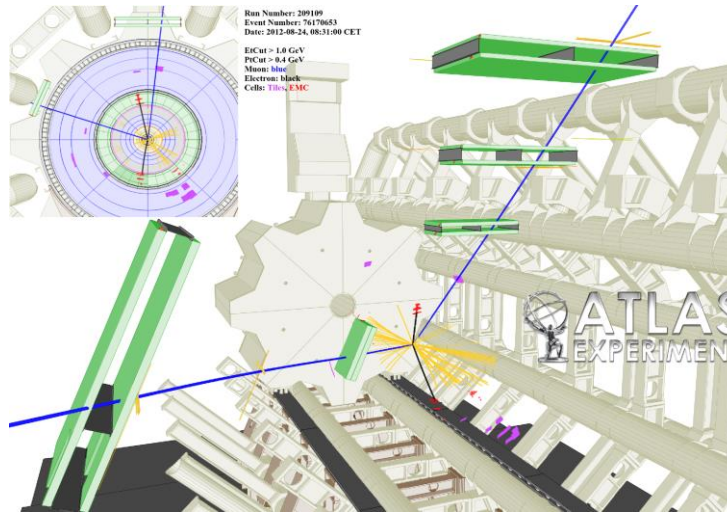 Run Number: 209109
Event Number: 76170653
Date: 2012-08-24, 08:31:00 CET
EtCut > 1.0 GeV
PtCut > 0.4 GeV
Muon: blue
Electron: black
Cells: Tiles, EMC
ATLAS
EXPERIMEN